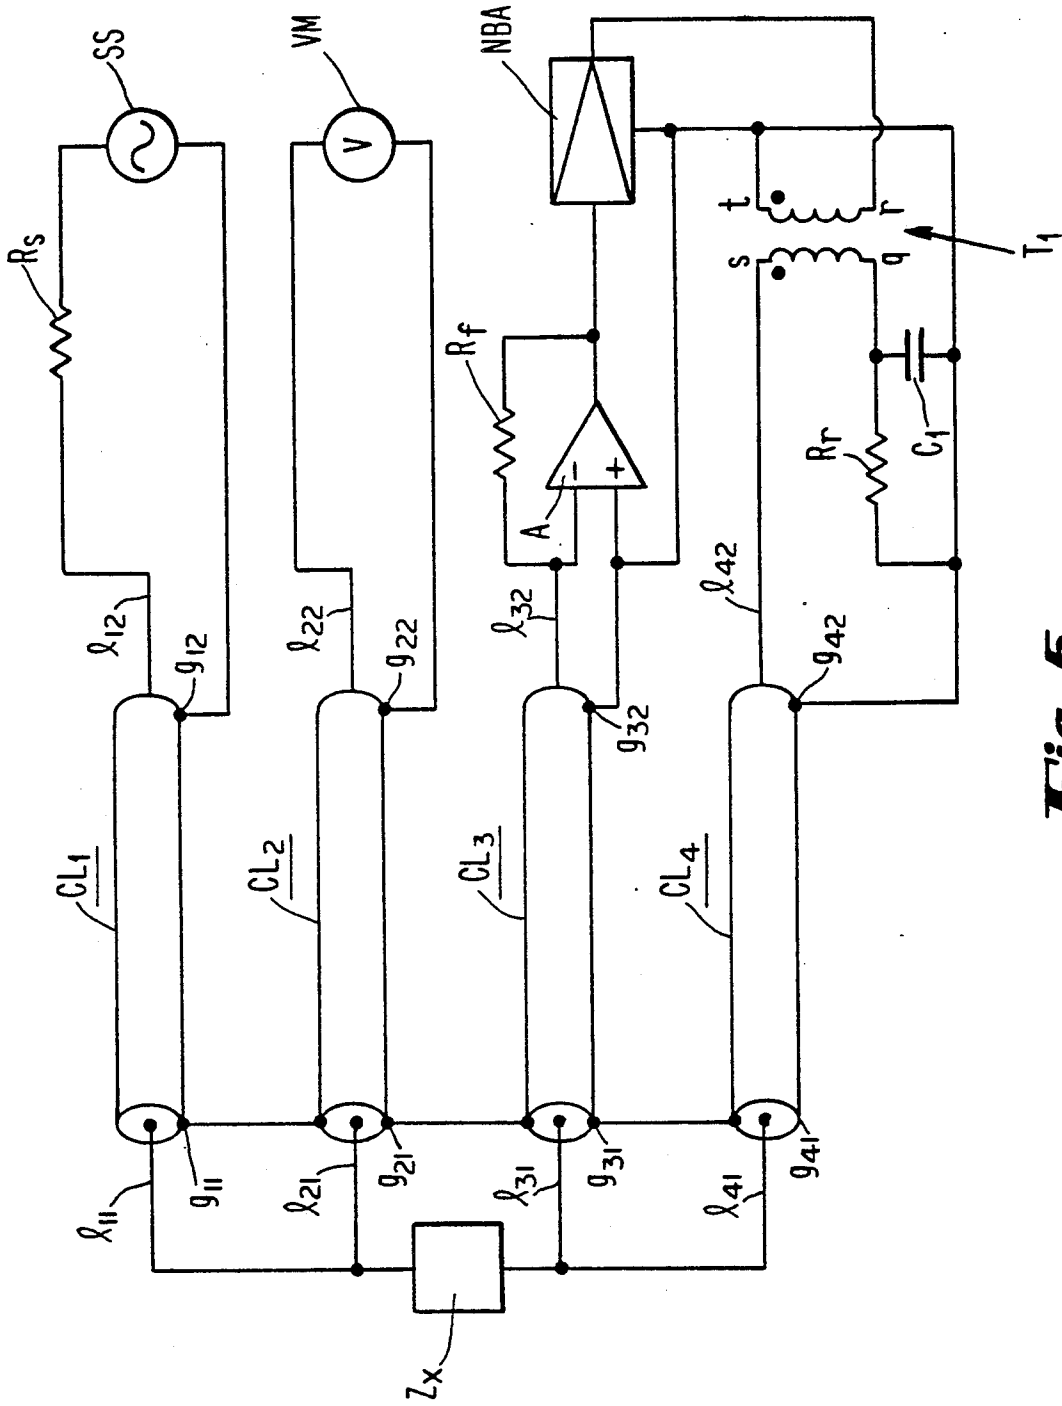 SS
Rs
l12
g12
CL1
l11
g11
VM
V
l22
g22
CL2
l21
g21
NBA
Rf
A
−
+
l32
g32
CL3
l31
g31
Zx
t
r
s
q
T1
Rr
C1
l42
g42
CL4
l41
g41